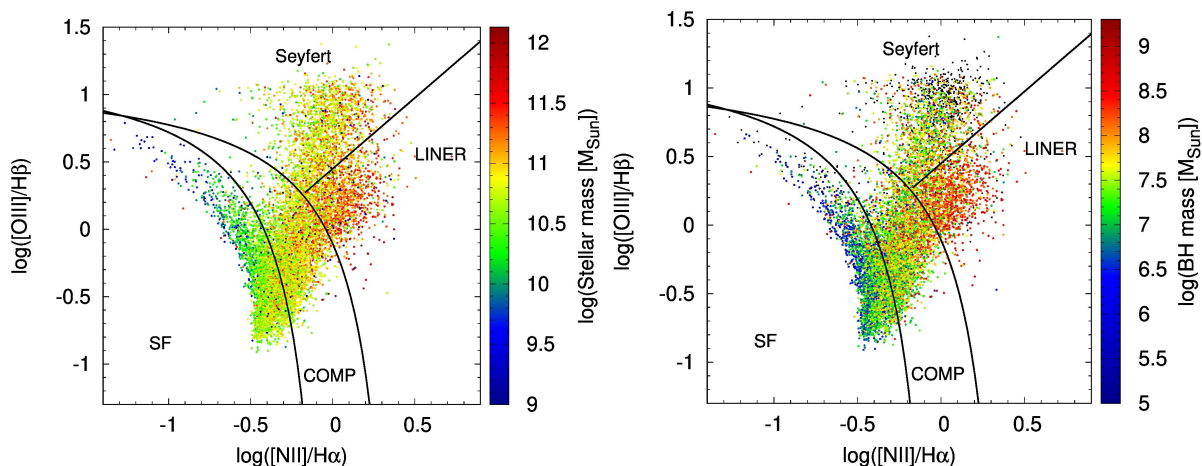 1.5
1
0.5
0
-0.5
-1
-1
-0.5
0
0.5
log([OIII]/Hβ)
log([NII]/Hα)
Seyfert
LINER
SF
COMP
12
11.5
11
10.5
10
9.5
9
log(Stellar mass [M_Sun])
1.5
1
0.5
0
-0.5
-1
-1
-0.5
0
0.5
log([OIII]/Hβ)
log([NII]/Hα)
Seyfert
LINER
SF
COMP
9
8.5
8
7.5
7
6.5
6
5.5
5
log(BH mass [M_Sun])